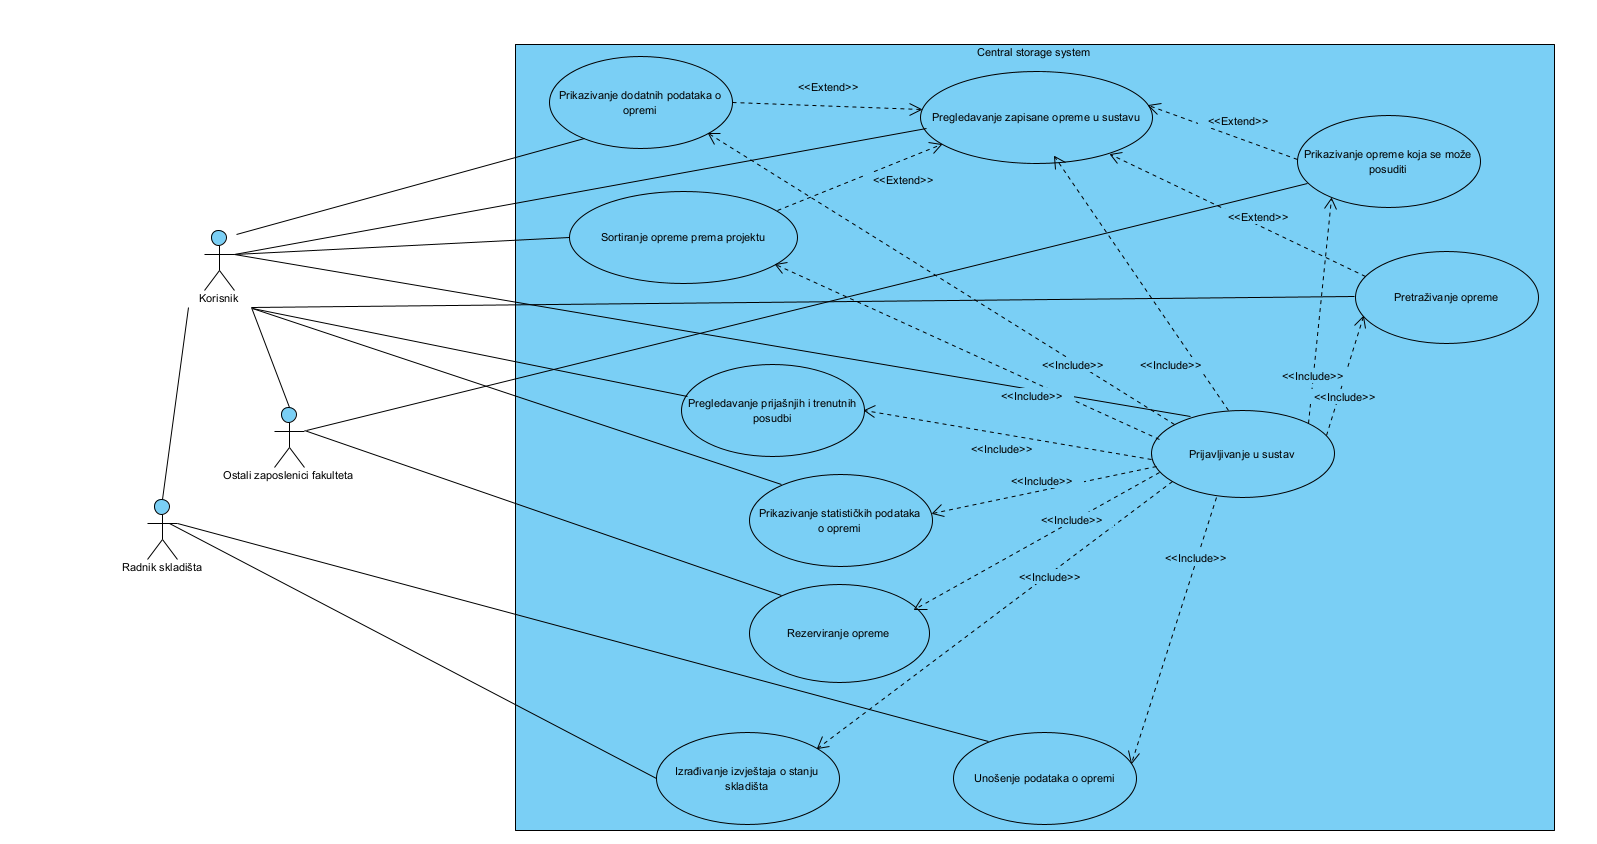 Central storage system
Prikazivanje dodatnih podataka o
opremi
<<Extend>>
Pregledavanje zapisane opreme u sustavu
<<Extend>>
Prikazivanje opreme koja se može
posuditi
<<Extend>>
Sortiranje opreme prema projektu
<<Extend>>
Korisnik
Pretraživanje opreme
<<Include>>
<<Include>>
<<Include>>
<<Include>>
<<Include>>
Pregledavanje prijašnjih i trenutnih
posudbi
<<Include>>
Prijavljivanje u sustav
Ostali zaposlenici fakulteta
<<Include>>
Prikazivanje statističkih podataka
o opremi
<<Include>>
<<Include>>
<<Include>>
Radnik skladišta
Rezerviranje opreme
Izrađivanje izvještaja o stanju
skladišta
Unošenje podataka o opremi